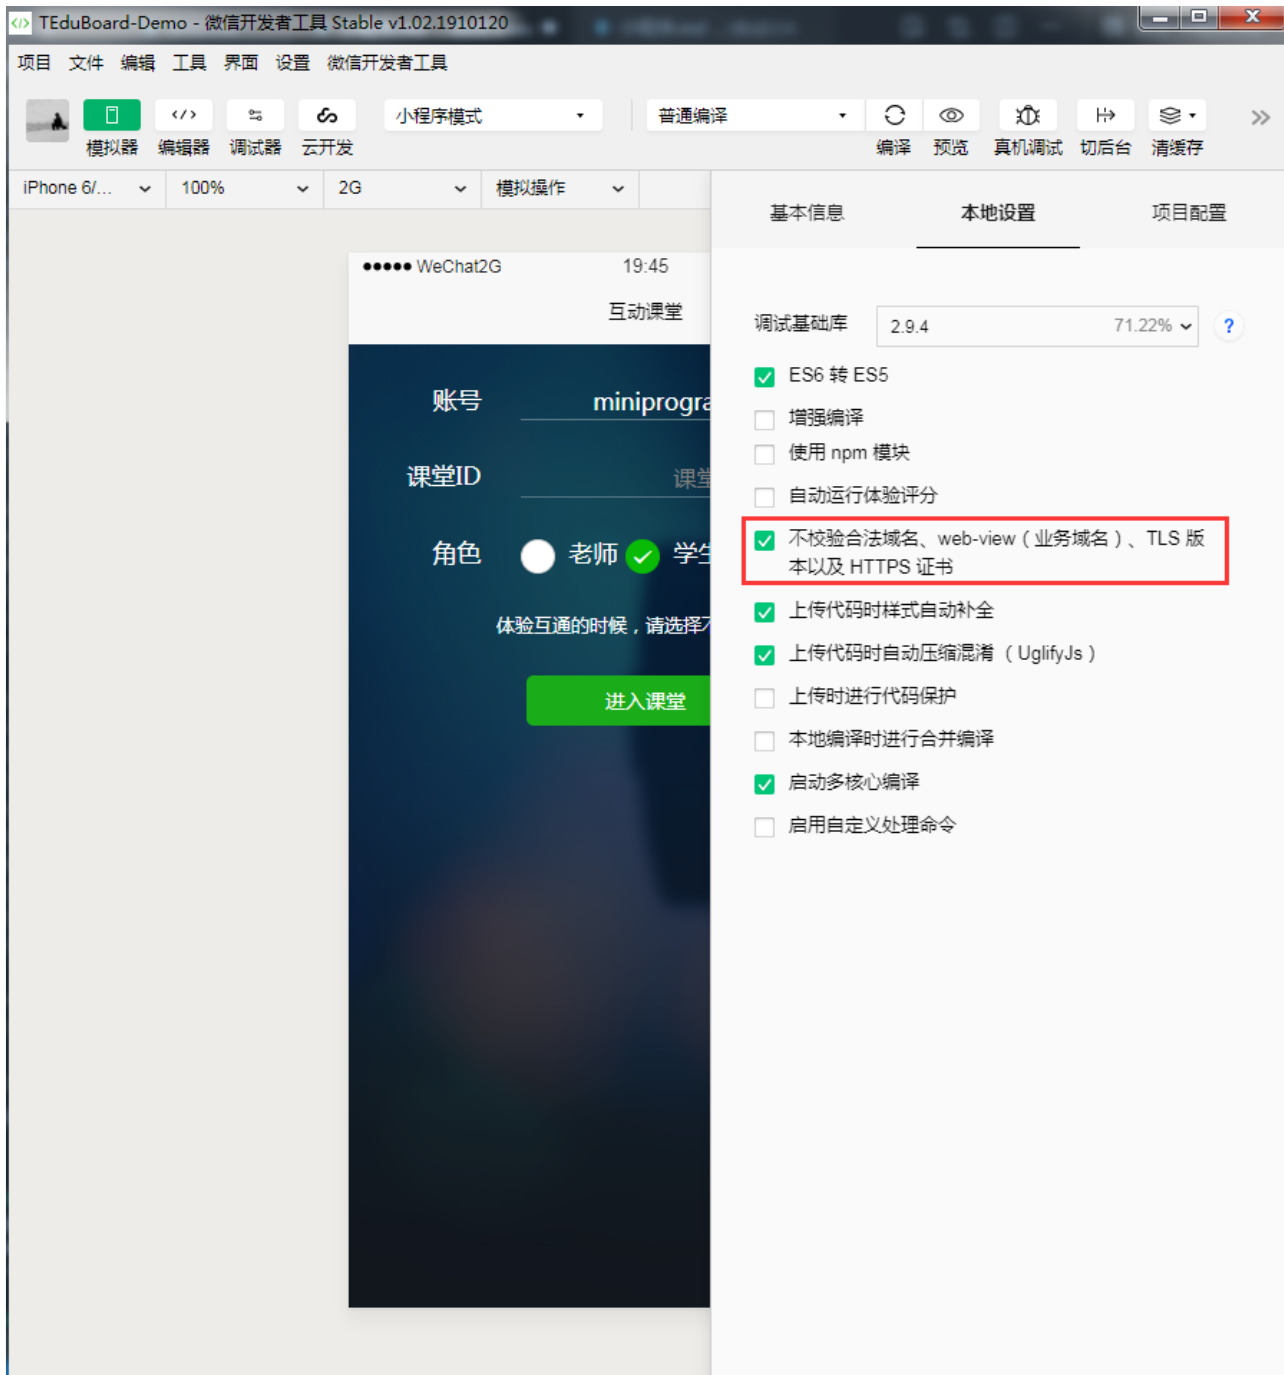 TEduBoard-Demo - 微信开发者工具 Stable v1.02.1910120
项目 文件 编辑 工具 界面 设置 微信开发者工具
小程序模式 普通编译
模拟器 编辑器 调试器 云开发 编译 预览 真机调试 切后台 清缓存
iPhone 6/... 100% 2G 模拟操作
基本信息 本地设置 项目配置
WeChat2G 19:45
互动课堂
账号 miniprogra
课堂ID 课堂
角色 老师 学生
体验互通的时候，请选择不
进入课堂
调试基础库 2.9.4 71.22% ?
ES6 转 ES5
增强编译
使用 npm 模块
自动运行体验评分
不校验合法域名、web-view（业务域名）、TLS 版
本以及 HTTPS 证书
上传代码时样式自动补全
上传代码时自动压缩混淆（UglifyJs）
上传时进行代码保护
本地编译时进行合并编译
启动多核心编译
启用自定义处理命令